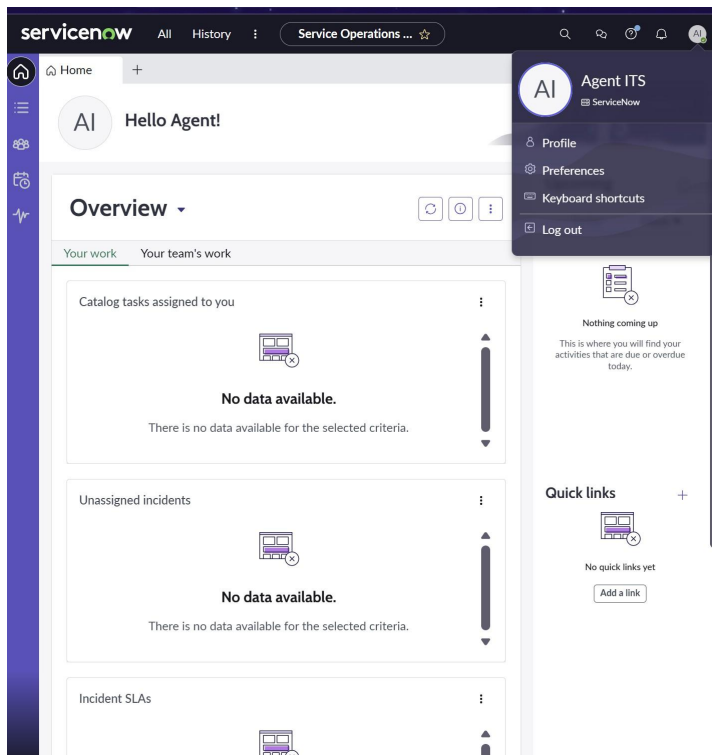 servicenow
All
History
Service Operations ...
AI
Home
AI
Hello Agent!
AI
Agent ITS
ServiceNow
Profile
Preferences
Keyboard shortcuts
Log out
Overview
Your work
Your team's work
Catalog tasks assigned to you
No data available.
There is no data available for the selected criteria.
Unassigned incidents
No data available.
There is no data available for the selected criteria.
Incident SLAs
Nothing coming up
This is where you will find your
activities that are due or overdue
today.
Quick links
No quick links yet
Add a link